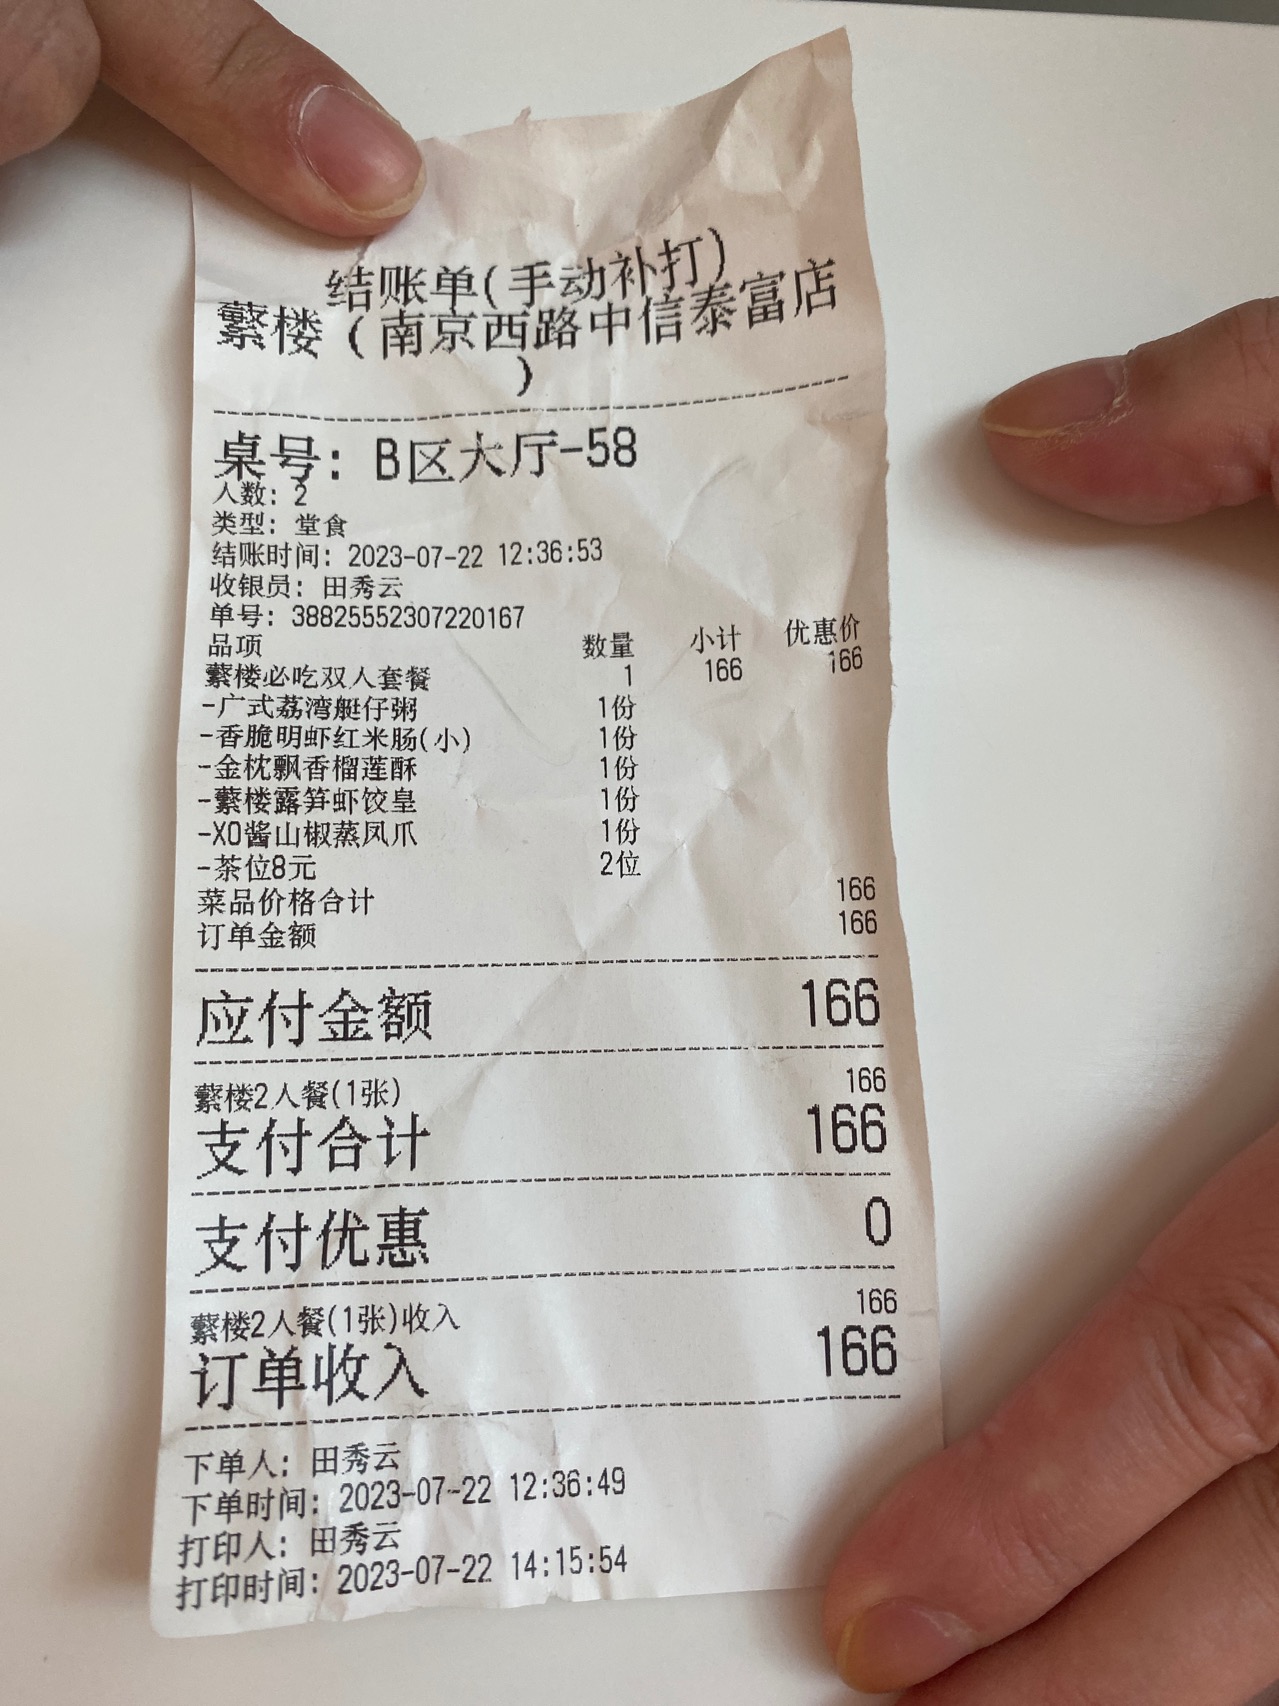 结账单(手动补打)
蘩楼(南京西路中信泰富店
)
桌号: B区大厅-58
人数: 2
类型: 堂食
结账时间: 2023-07-22 12:36:53
收银员: 田秀云
单号: 38825552307220167
品项 数量 小计 优惠价
蘩楼必吃双人套餐 1 166 166
-广式荔湾艇仔粥 1份
-香脆明虾红米肠(小) 1份
-金枕飘香榴莲酥 1份
-蘩楼露笋虾饺皇 1份
-XO酱山椒蒸凤爪 1份
-茶位8元 2位
菜品价格合计 166
订单金额 166
应付金额 166
蘩楼2人餐(1张) 166
支付合计 166
支付优惠 0
蘩楼2人餐(1张)收入 166
订单收入 166
下单人: 田秀云
下单时间: 2023-07-22 12:36:49
打印人: 田秀云
打印时间: 2023-07-22 14:15:54